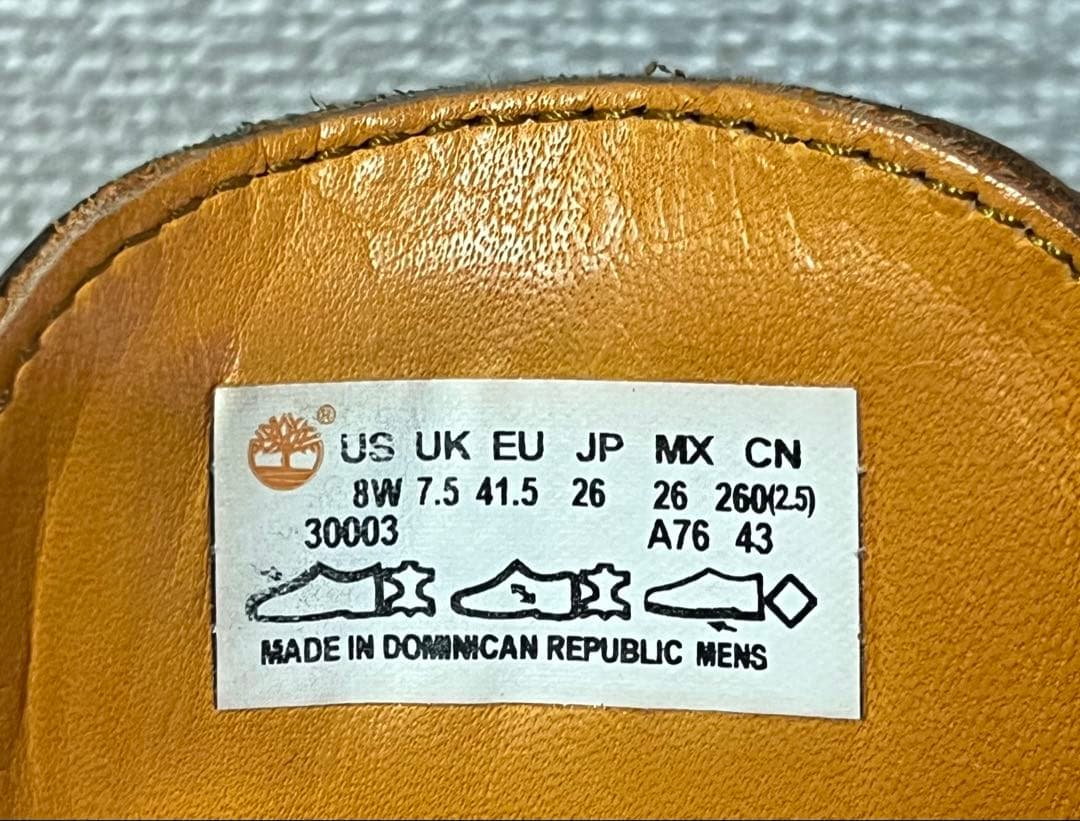 ®
US UK EU JP MX CN
8W 7.5 41.5 26 26 260(2.5)
30003 A76 43
MADE IN DOMINICAN REPUBLIC MENS